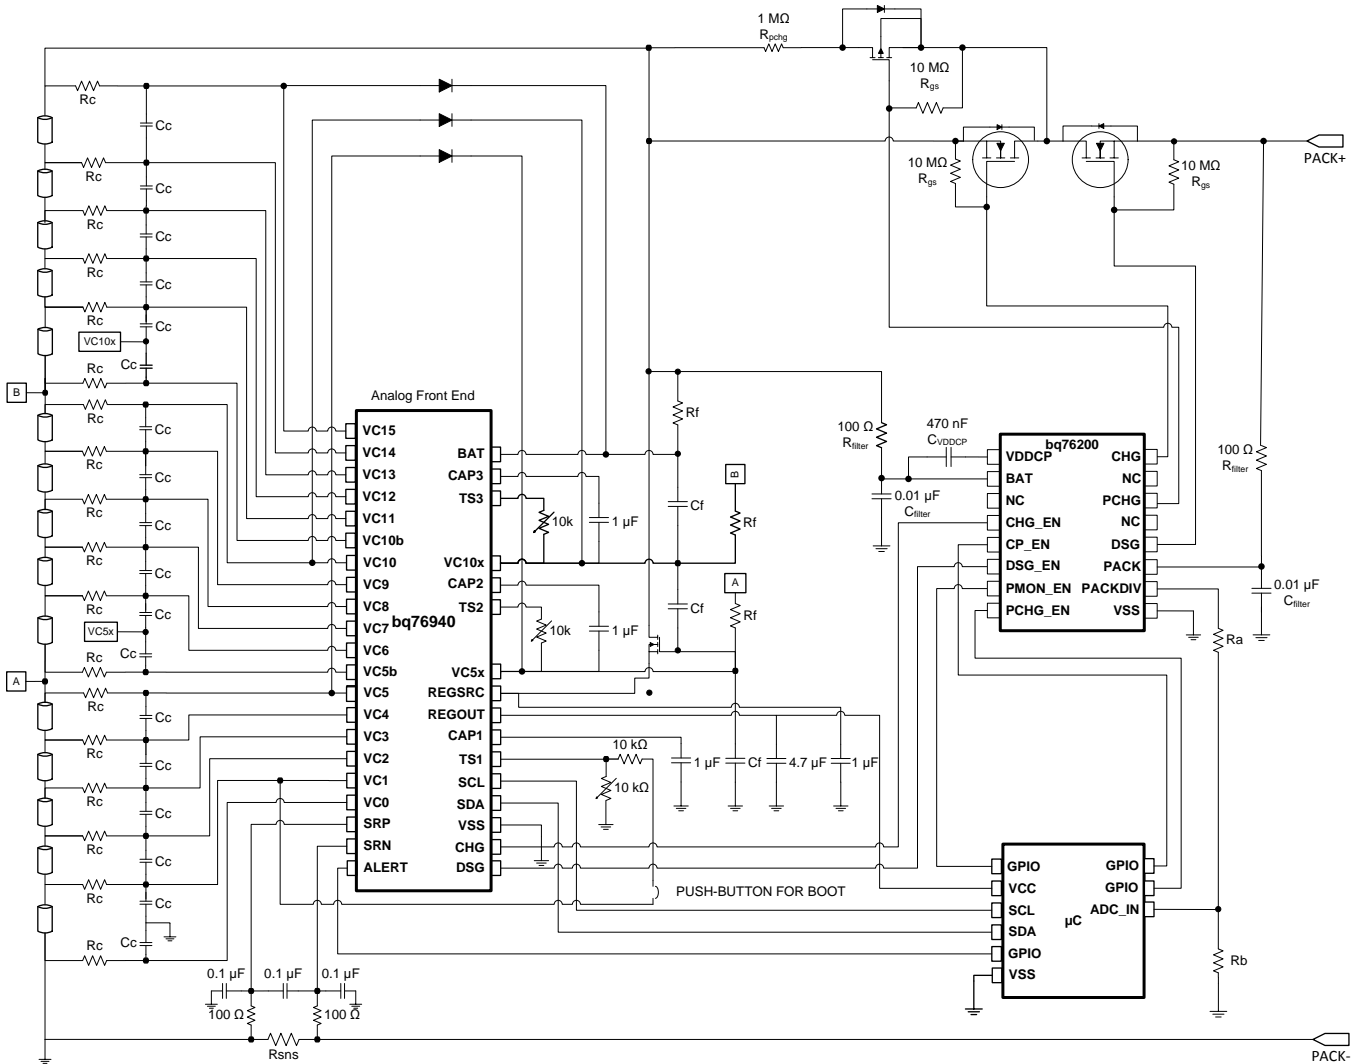 1 MΩ
Rpchg
10 MΩ
Rgs
10 MΩ
Rgs
10 MΩ
Rgs
PACK+
Rc
Cc
Rc
Cc
Rc
Cc
Rc
Cc
Rc
Cc
VC10x
Cc
Rc
B
Rc
Cc
Rc
Cc
Rc
Cc
Rc
Cc
Rc
Cc
VC5x
Cc
Rc
A
Rc
Cc
Rc
Cc
Rc
Cc
Rc
Cc
Rc
Cc
Rc
Cc
Analog Front End
bq76940
VC15
VC14
VC13
VC12
VC11
VC10b
VC10
VC9
VC8
VC7
VC6
VC5b
VC5
VC4
VC3
VC2
VC1
VC0
SRP
SRN
ALERT
BAT
CAP3
TS3
VC10x
CAP2
TS2
VC5x
REGSRC
REGOUT
CAP1
TS1
SCL
SDA
VSS
CHG
DSG
10k
1 µF
Rf
Cf
B
Rf
A
Rf
Cf
10k
1 µF
10 kΩ
10 kΩ
1 µF
Cf
4.7 µF
1 µF
PUSH-BUTTON FOR BOOT
100 Ω
Rfilter
470 nF
CVDDCP
0.01 µF
Cfilter
bq76200
VDDCP
BAT
NC
CHG_EN
CP_EN
DSG_EN
PMON_EN
PCHG_EN
CHG
NC
PCHG
NC
DSG
PACK
PACKDIV
VSS
100 Ω
Rfilter
0.01 µF
Cfilter
Ra
Rb
µC
GPIO
VCC
SCL
SDA
GPIO
VSS
GPIO
GPIO
ADC_IN
0.1 µF
0.1 µF
0.1 µF
100 Ω
100 Ω
Rsns
PACK-